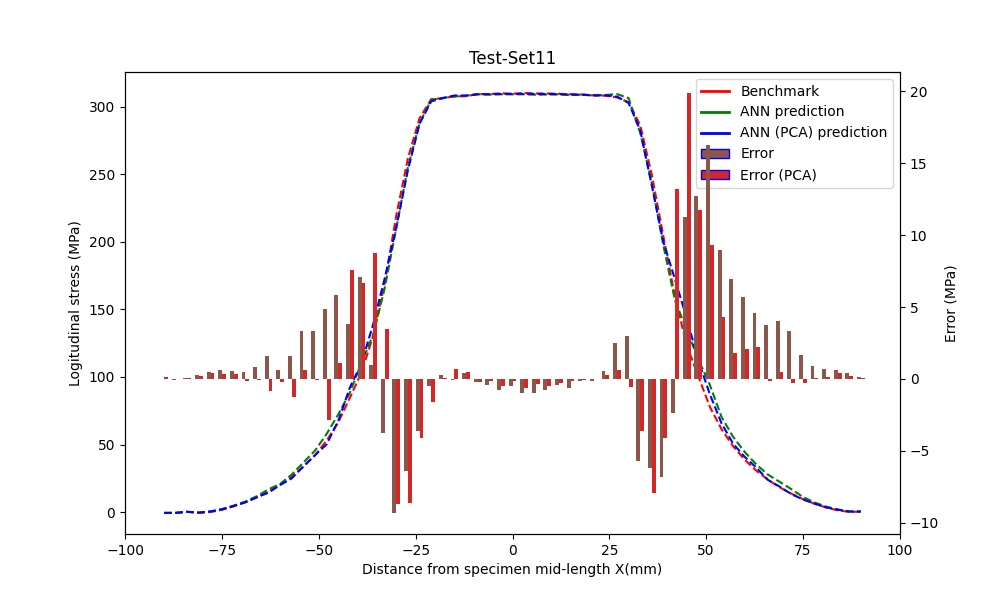 Test-Set11
Benchmark
ANN prediction
ANN (PCA) prediction
Error
Error (PCA)
300
250
200
150
100
50
0
Logitudinal stress (MPa)
20
15
10
5
0
−5
−10
Error (MPa)
−100
−75
−50
−25
0
25
50
75
100
Distance from specimen mid-length X(mm)